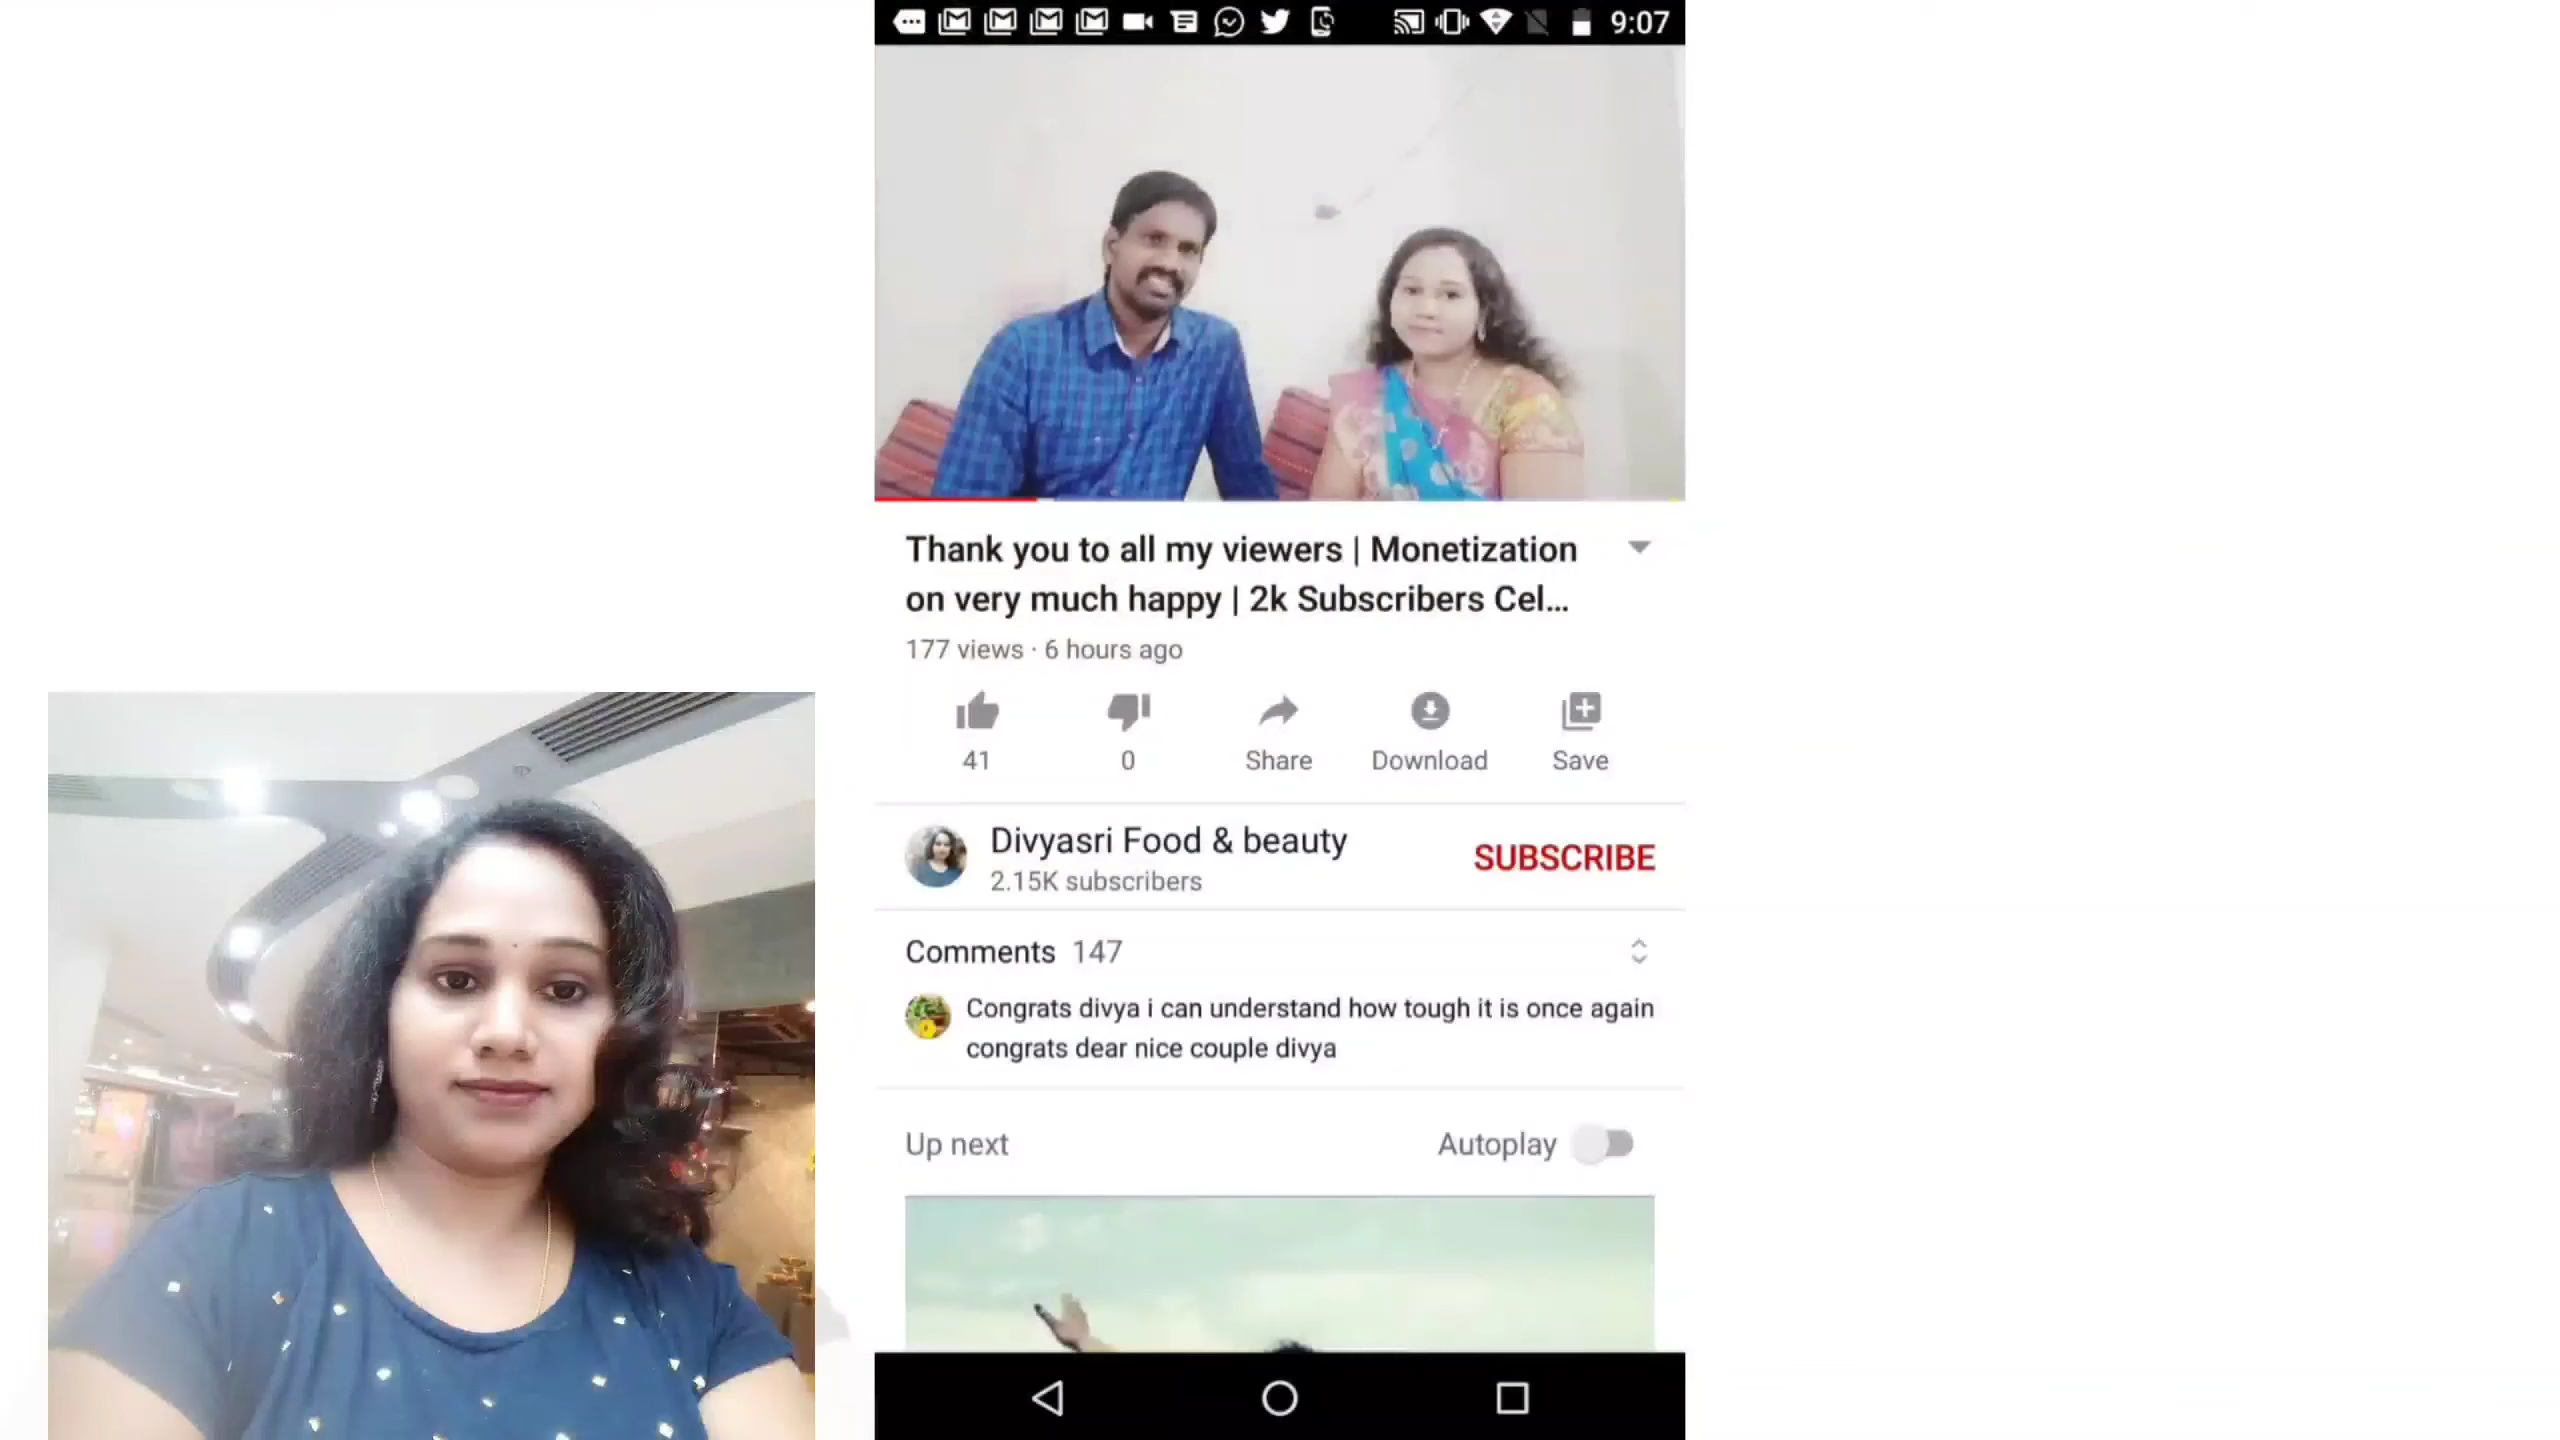 9:07
Thank you to all my viewers | Monetization
on very much happy | 2k Subscribers Cel...
177 views · 6 hours ago
41 0 Share Download Save
Divyasri Food & beauty
2.15K subscribers
SUBSCRIBE
Comments 147
Congrats divya i can understand how tough it is once again
congrats dear nice couple divya
Up next Autoplay